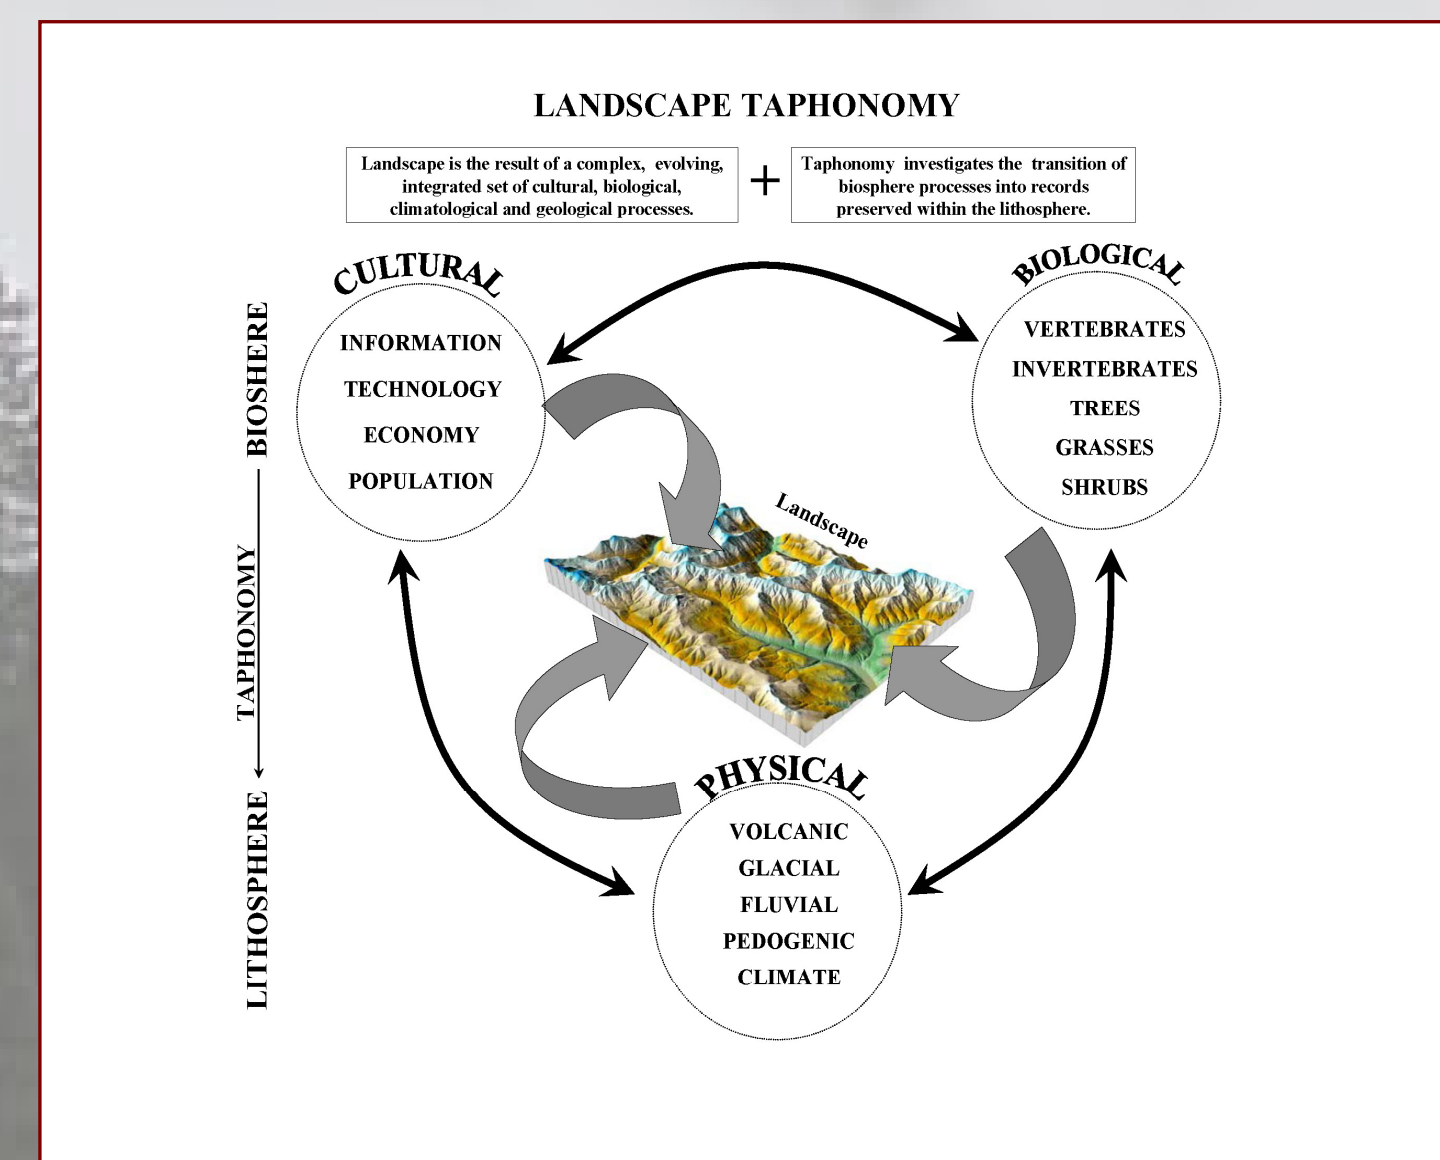 LANDSCAPE TAPHONOMY
Landscape is the result of a complex, evolving,
integrated set of cultural, biological,
climatological and geological processes.
+
Taphonomy investigates the transition of
biosphere processes into records
preserved within the lithosphere.
CULTURAL
INFORMATION
TECHNOLOGY
ECONOMY
POPULATION
BIOLOGICAL
VERTEBRATES
INVERTEBRATES
TREES
GRASSES
SHRUBS
BIOSHERE
TAPHONOMY
LITHOSPHERE
Landscape
PHYSICAL
VOLCANIC
GLACIAL
FLUVIAL
PEDOGENIC
CLIMATE